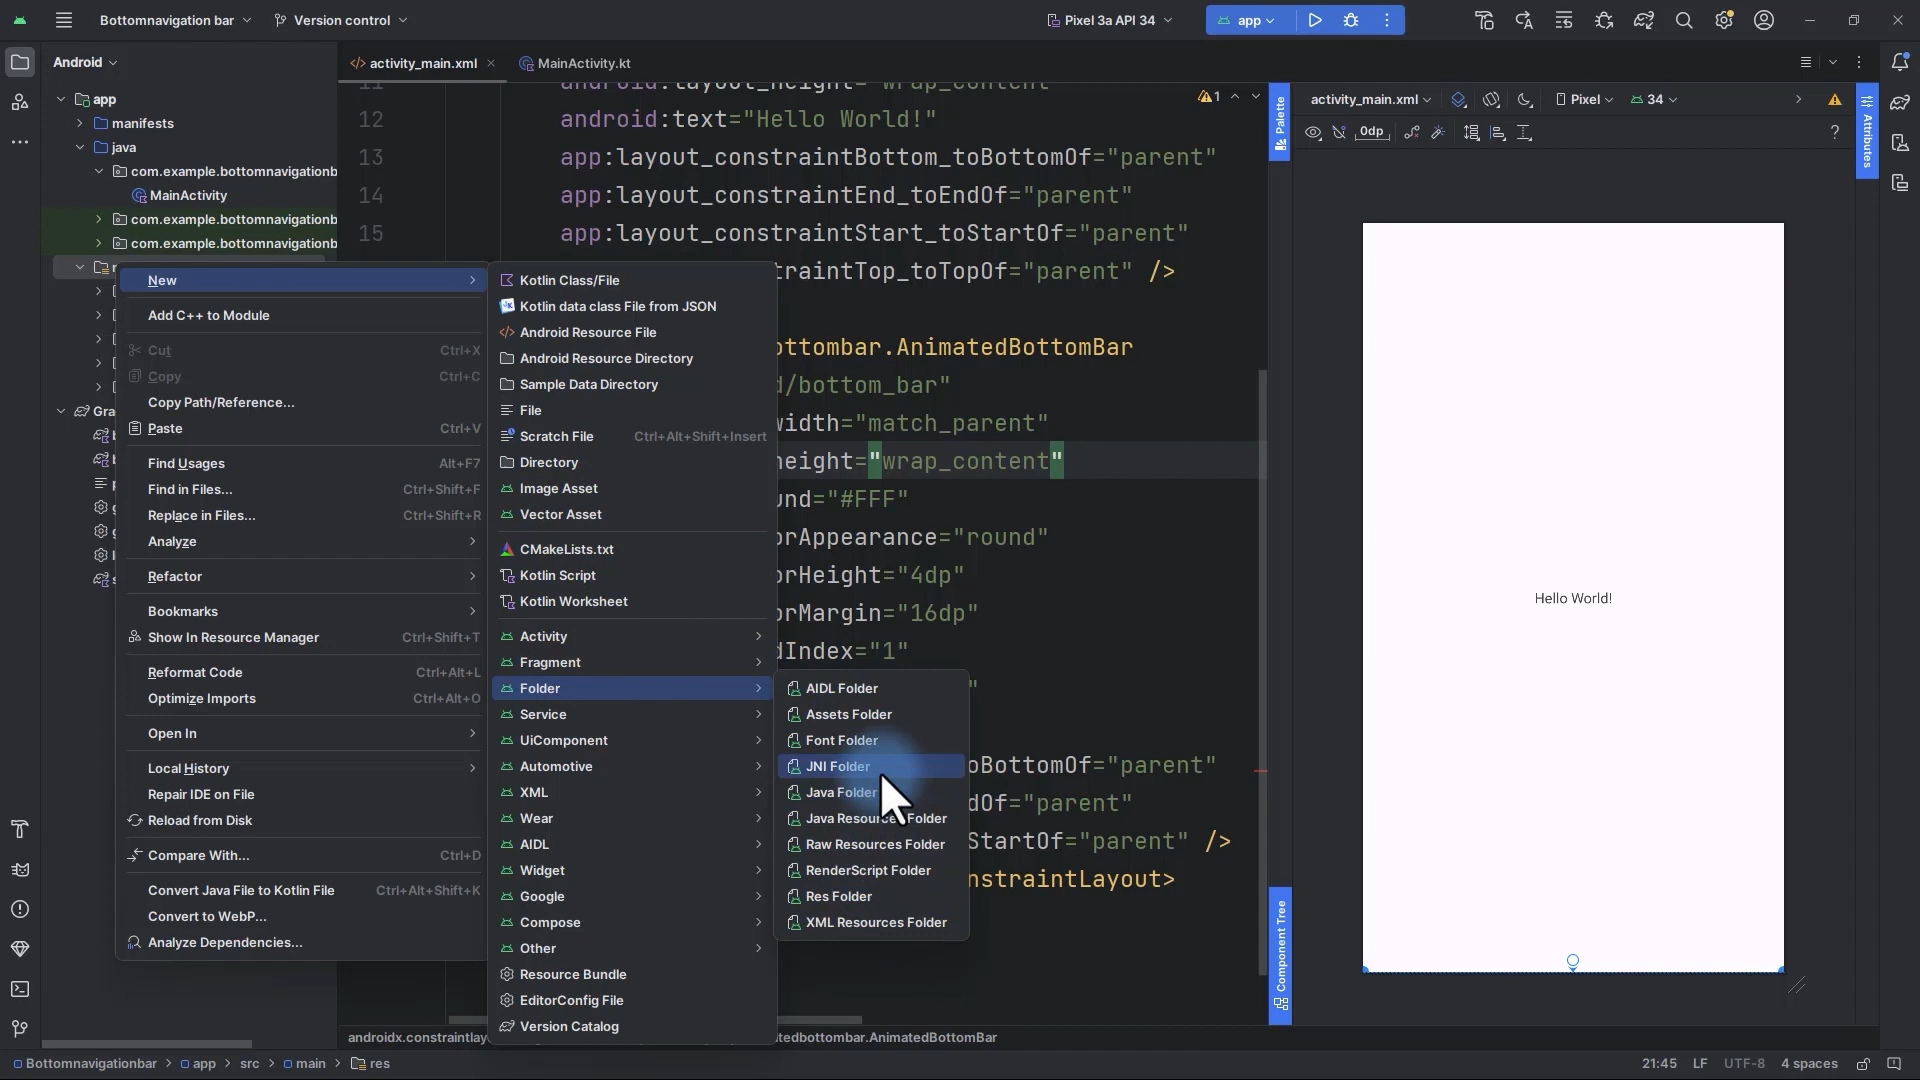 Bottomnavigation bar
Version control
Pixel 3a API 34
app
Android
activity_main.xml
MainActivity.kt
app
manifests
java
com.example.bottomnavigationb
MainActivity
com.example.bottomnavigationb
com.example.bottomnavigationb
Gra
New
Add C++ to Module
Cut Ctrl+X
Copy Ctrl+C
Copy Path/Reference...
Paste Ctrl+V
Find Usages Alt+F7
Find in Files... Ctrl+Shift+F
Replace in Files... Ctrl+Shift+R
Analyze
Refactor
Bookmarks
Show In Resource Manager Ctrl+Shift+T
Reformat Code Ctrl+Alt+L
Optimize Imports Ctrl+Alt+O
Open In
Local History
Repair IDE on File
Reload from Disk
Compare With... Ctrl+D
Convert Java File to Kotlin File Ctrl+Alt+Shift+K
Convert to WebP...
Analyze Dependencies...
Kotlin Class/File
Kotlin data class File from JSON
Android Resource File
Android Resource Directory
Sample Data Directory
File
Scratch File Ctrl+Alt+Shift+Insert
Directory
Image Asset
Vector Asset
CMakeLists.txt
Kotlin Script
Kotlin Worksheet
Activity
Fragment
Folder
Service
UiComponent
Automotive
XML
Wear
AIDL
Widget
Google
Compose
Other
Resource Bundle
EditorConfig File
Version Catalog
AIDL Folder
Assets Folder
Font Folder
JNI Folder
Java Folder
Java Resources Folder
Raw Resources Folder
RenderScript Folder
Res Folder
XML Resources Folder
11 android:layout_height="wrap_content"
12 android:text="Hello World!"
13 app:layout_constraintBottom_toBottomOf="parent"
14 app:layout_constraintEnd_toEndOf="parent"
15 app:layout_constraintStart_toStartOf="parent"
traintTop_toTopOf="parent" />
ottombar.AnimatedBottomBar
d/bottom_bar"
width="match_parent"
height="wrap_content"
und="#FFF"
orAppearance="round"
orHeight="4dp"
orMargin="16dp"
dIndex="1"
"
oBottomOf="parent"
dOf="parent"
StartOf="parent" />
nstraintLayout>
1
Palette
Component Tree
activity_main.xml
Pixel
34
0dp
?
Attributes
Hello World!
androidx.constraintlay
tedbottombar.AnimatedBottomBar
Bottomnavigationbar > app > src > main > res
21:45 LF UTF-8 4 spaces